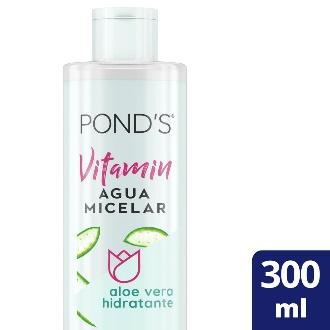 POND'S
Vitamin
AGUA
MICELAR
aloe vera
hidratante
300
ml